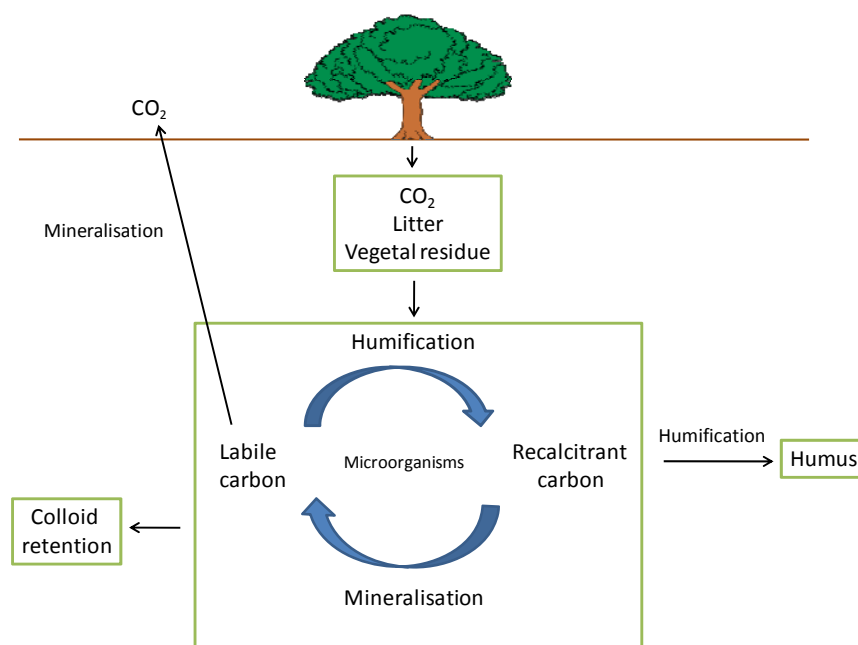 CO₂
Mineralisation
CO₂
Litter
Vegetal residue
Humification
Labile
carbon
Microorganisms
Recalcitrant
carbon
Mineralisation
Humification
Humus
Colloid
retention